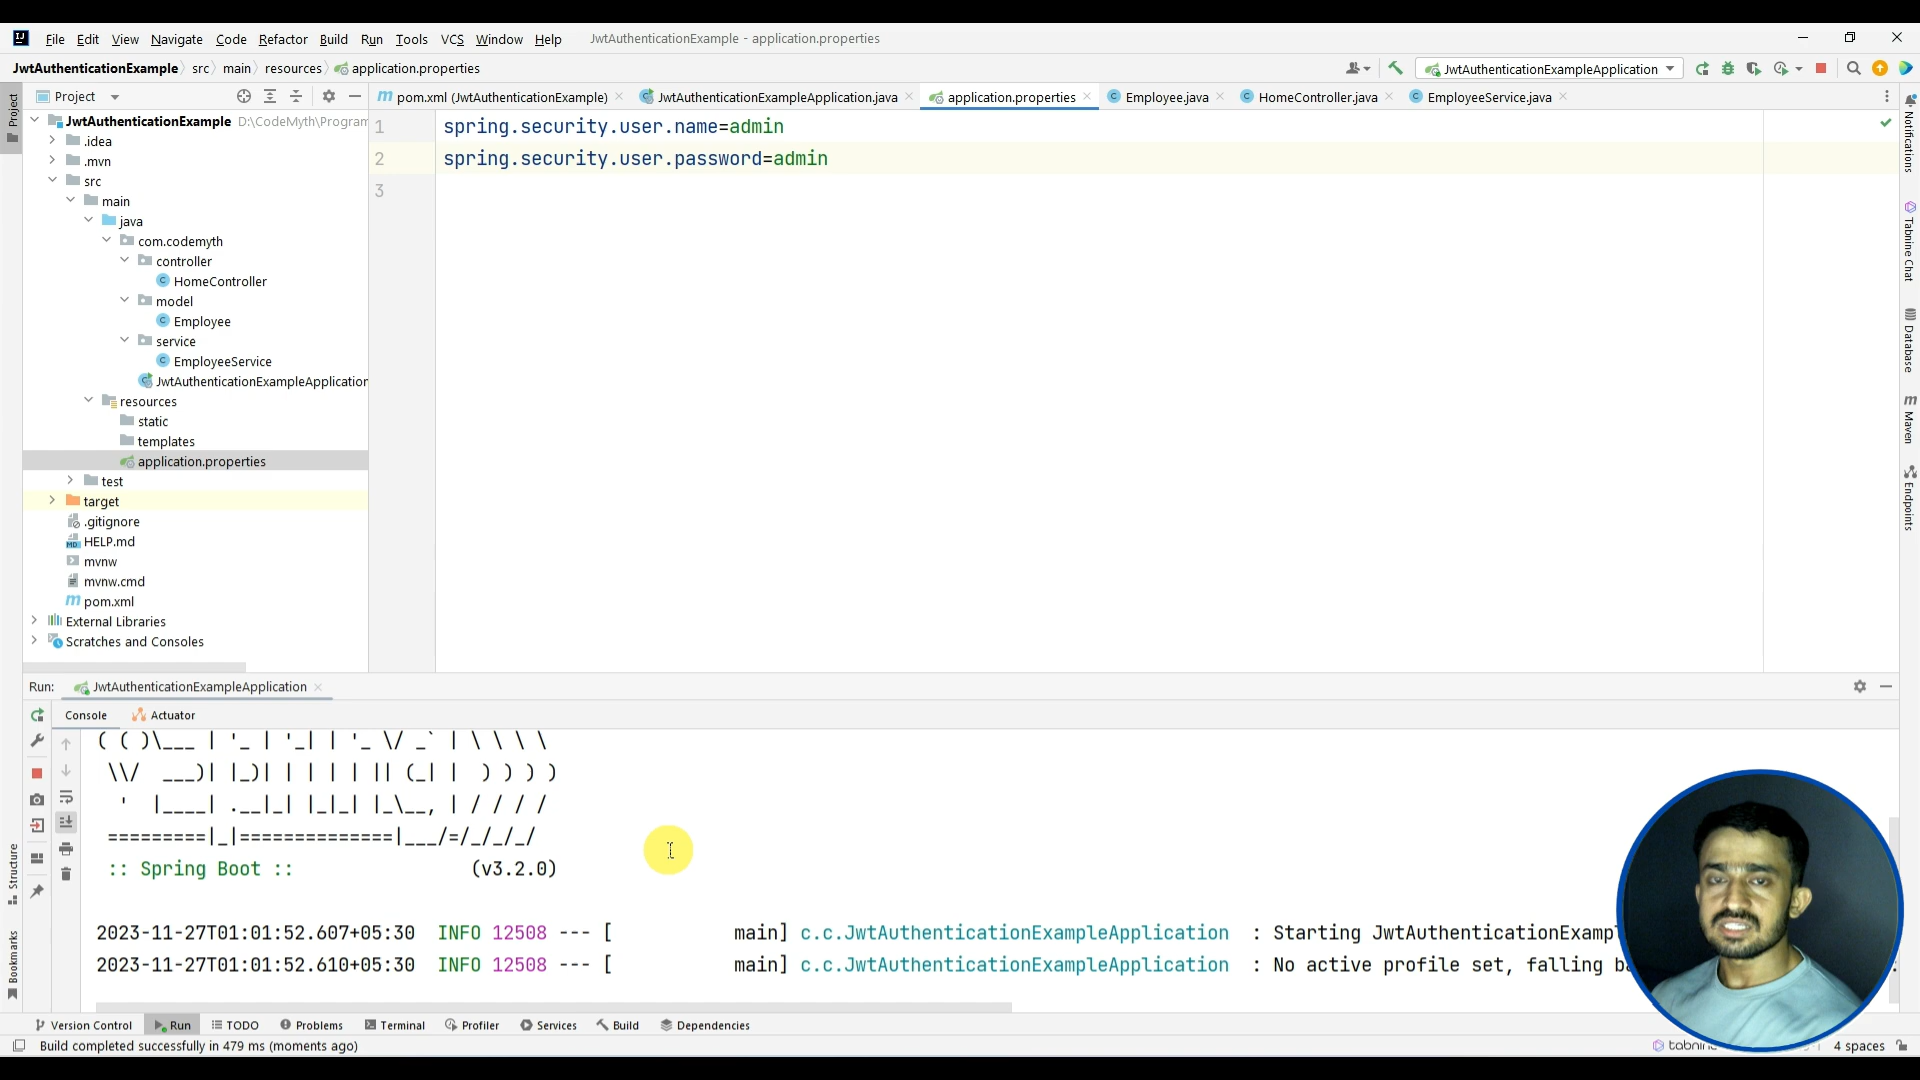 File Edit View Navigate Code Refactor Build Run Tools VCS Window Help JwtAuthenticationExample - application.properties
JwtAuthenticationExample src main resources application.properties JwtAuthenticationExampleApplication
Project
pom.xml (JwtAuthenticationExample) JwtAuthenticationExampleApplication.java application.properties Employee.java HomeController.java EmployeeService.java
JwtAuthenticationExample D:\CodeMyth\Program
.idea
.mvn
src
main
java
com.codemyth
controller
HomeController
model
Employee
service
EmployeeService
JwtAuthenticationExampleApplication
resources
static
templates
application.properties
test
target
.gitignore
HELP.md
mvnw
mvnw.cmd
pom.xml
External Libraries
Scratches and Consoles
1 spring.security.user.name=admin
2 spring.security.user.password=admin
3
Project
Structure
Bookmarks
Notifications
Tabnine Chat
Database
Maven
Endpoints
Run: JwtAuthenticationExampleApplication
Console Actuator
( ( )\___ | '_ | '_| | '_ \/ _` | \ \ \ \
\\/  ___)| |_)| | | | | || (_| |  ) ) ) )
'  |____| .__|_| |_|_| |_\__, | / / / /
=========|_|==============|___/=/_/_/_/
:: Spring Boot :: (v3.2.0)
2023-11-27T01:01:52.607+05:30 INFO 12508 --- [ main] c.c.JwtAuthenticationExampleApplication : Starting JwtAuthenticationExamp
2023-11-27T01:01:52.610+05:30 INFO 12508 --- [ main] c.c.JwtAuthenticationExampleApplication : No active profile set, falling b
Version Control Run TODO Problems Terminal Profiler Services Build Dependencies
Build completed successfully in 479 ms (moments ago) tabnine 4 spaces